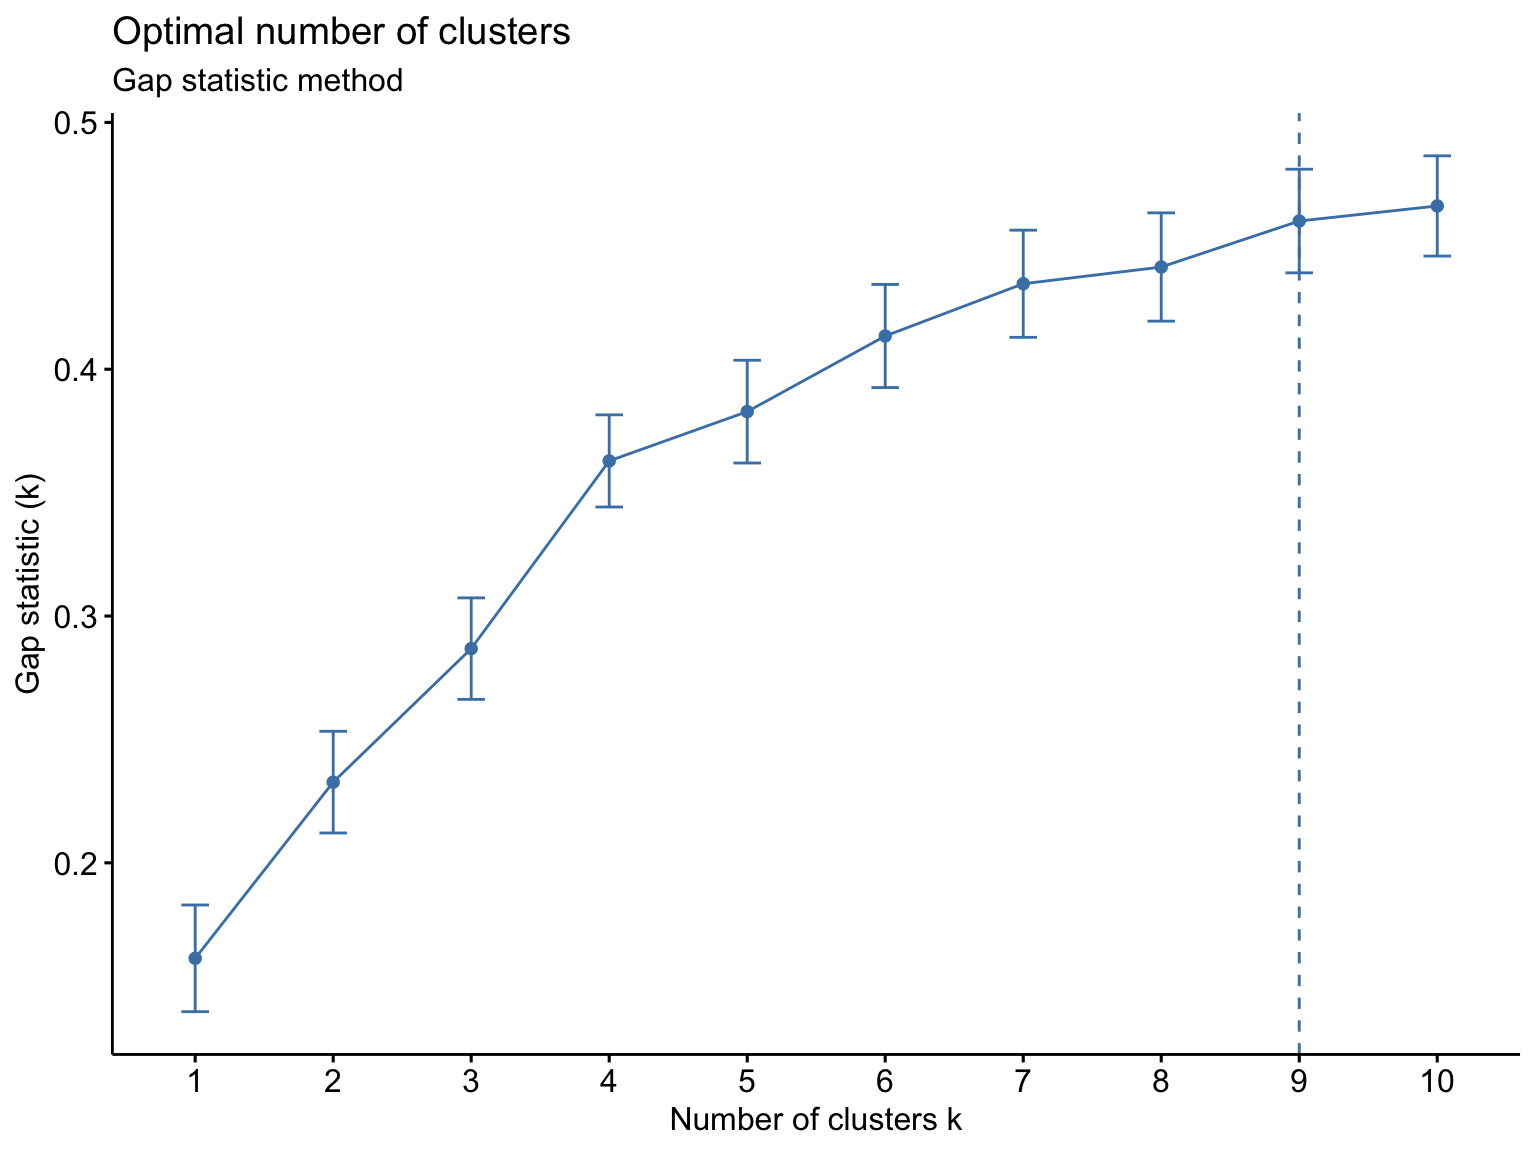 Optimal number of clusters
Gap statistic method
0.5
0.4
0.3
0.2
Gap statistic (k)
1 2 3 4 5 6 7 8 9 10
Number of clusters k